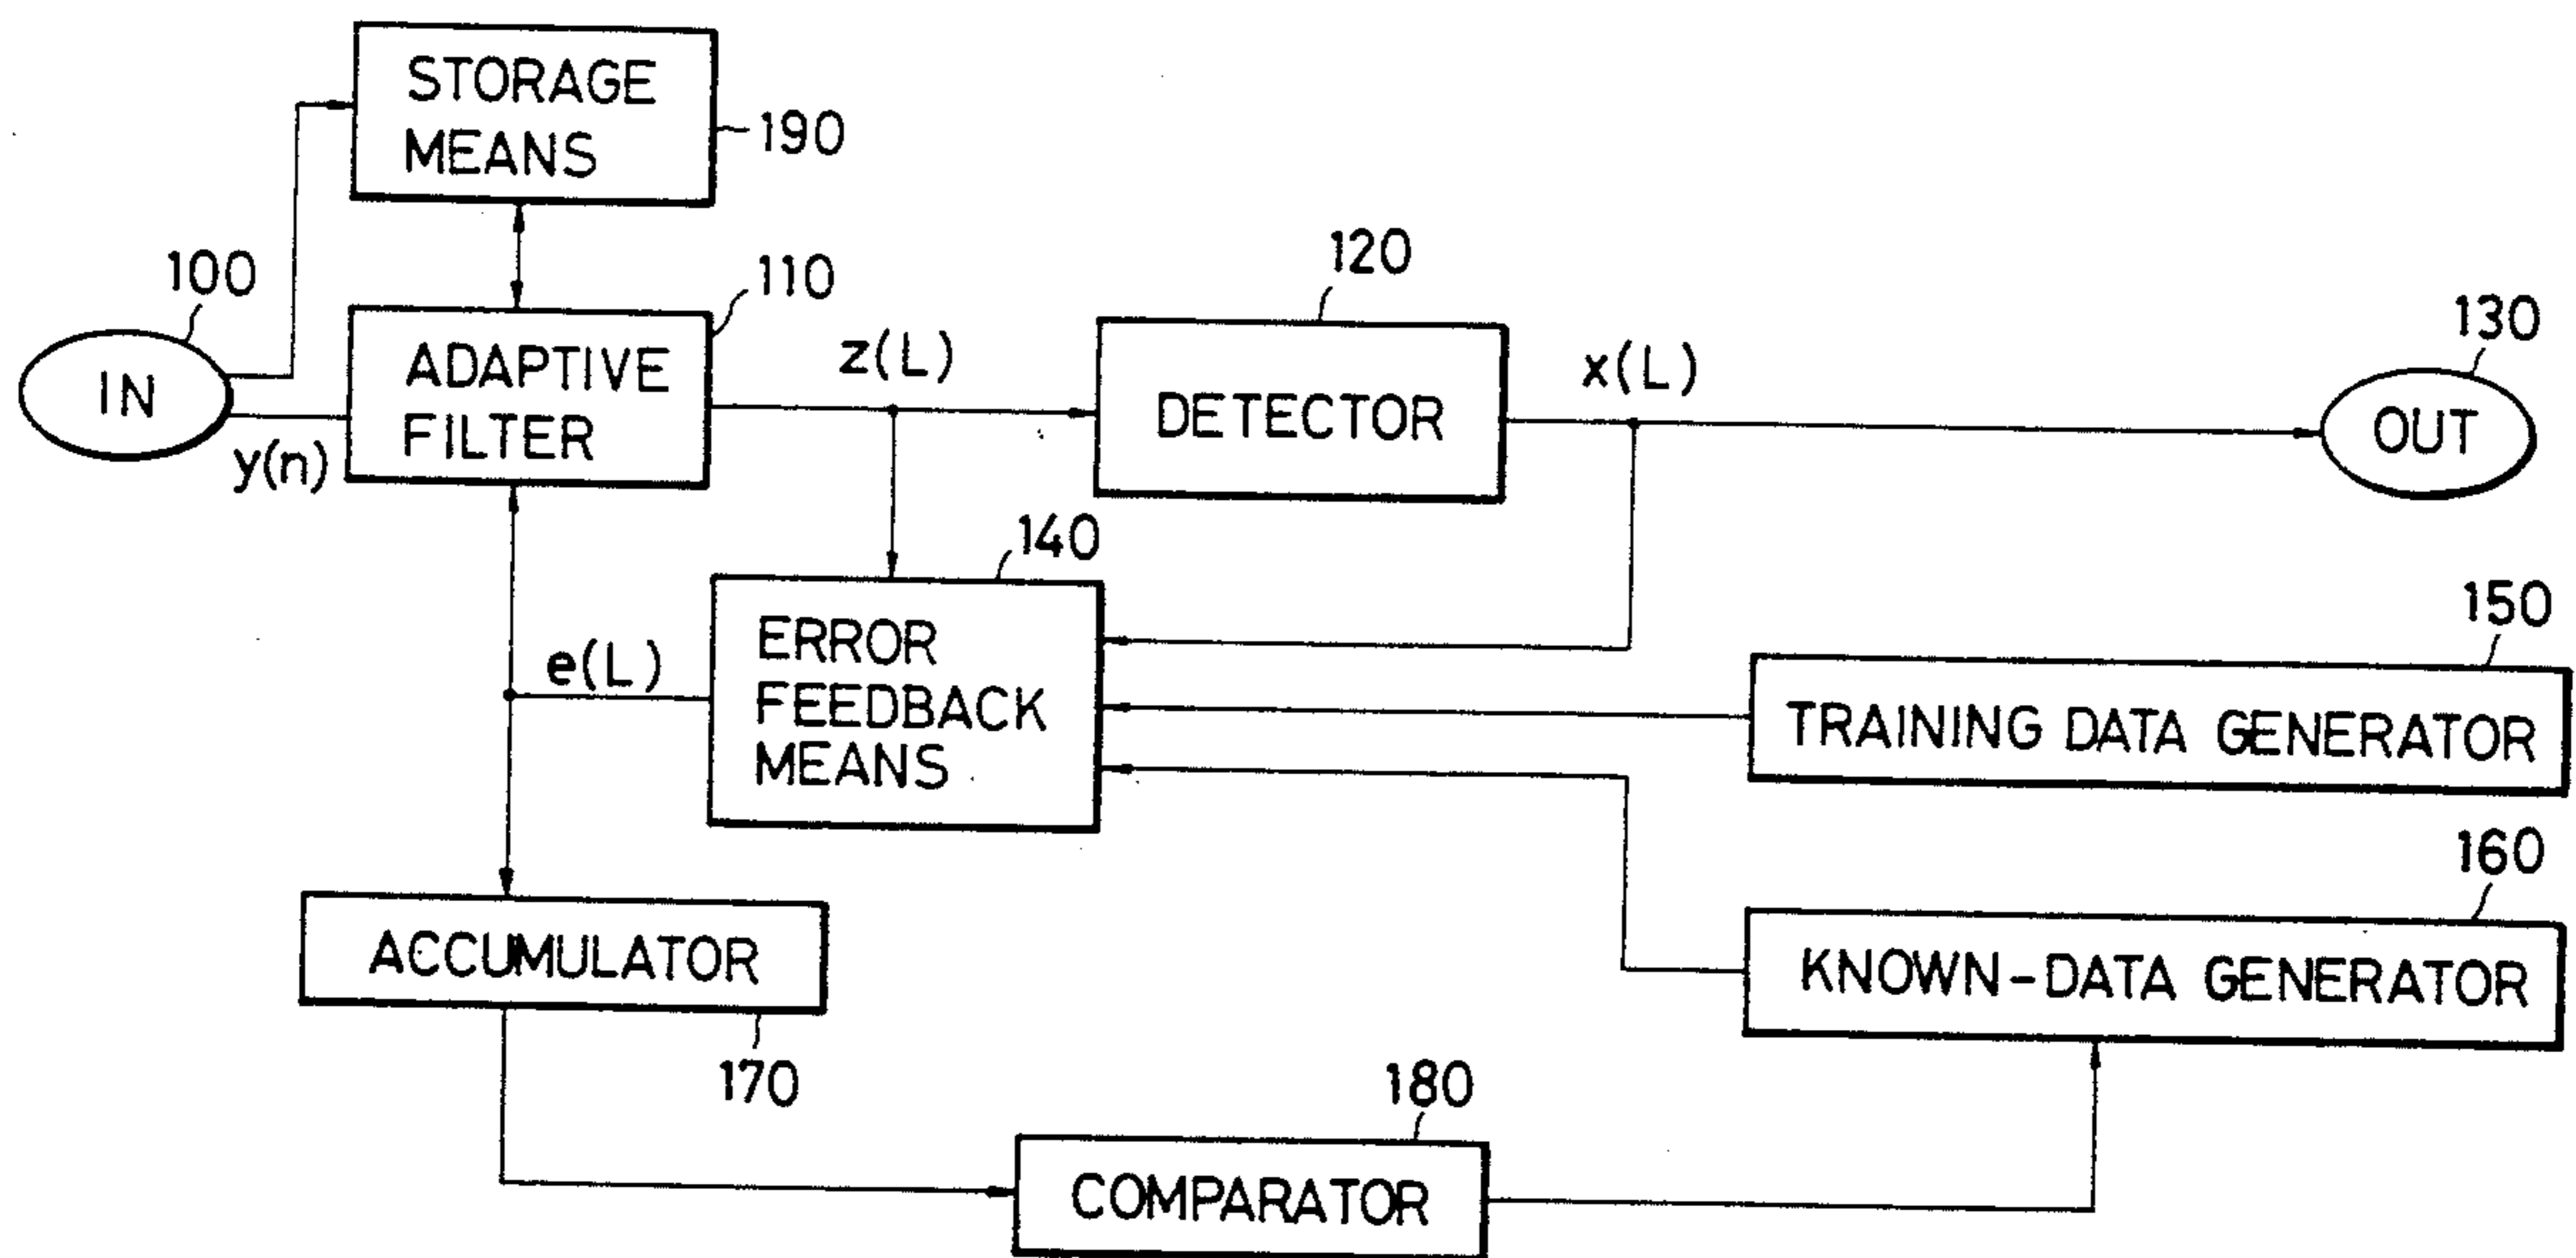 STORAGE
MEANS
190
100
110
120
130
IN
y(n)
ADAPTIVE
FILTER
z(L)
DETECTOR
x(L)
OUT
140
ERROR
FEEDBACK
MEANS
e(L)
150
TRAINING DATA GENERATOR
160
KNOWN-DATA GENERATOR
ACCUMULATOR
170
180
COMPARATOR